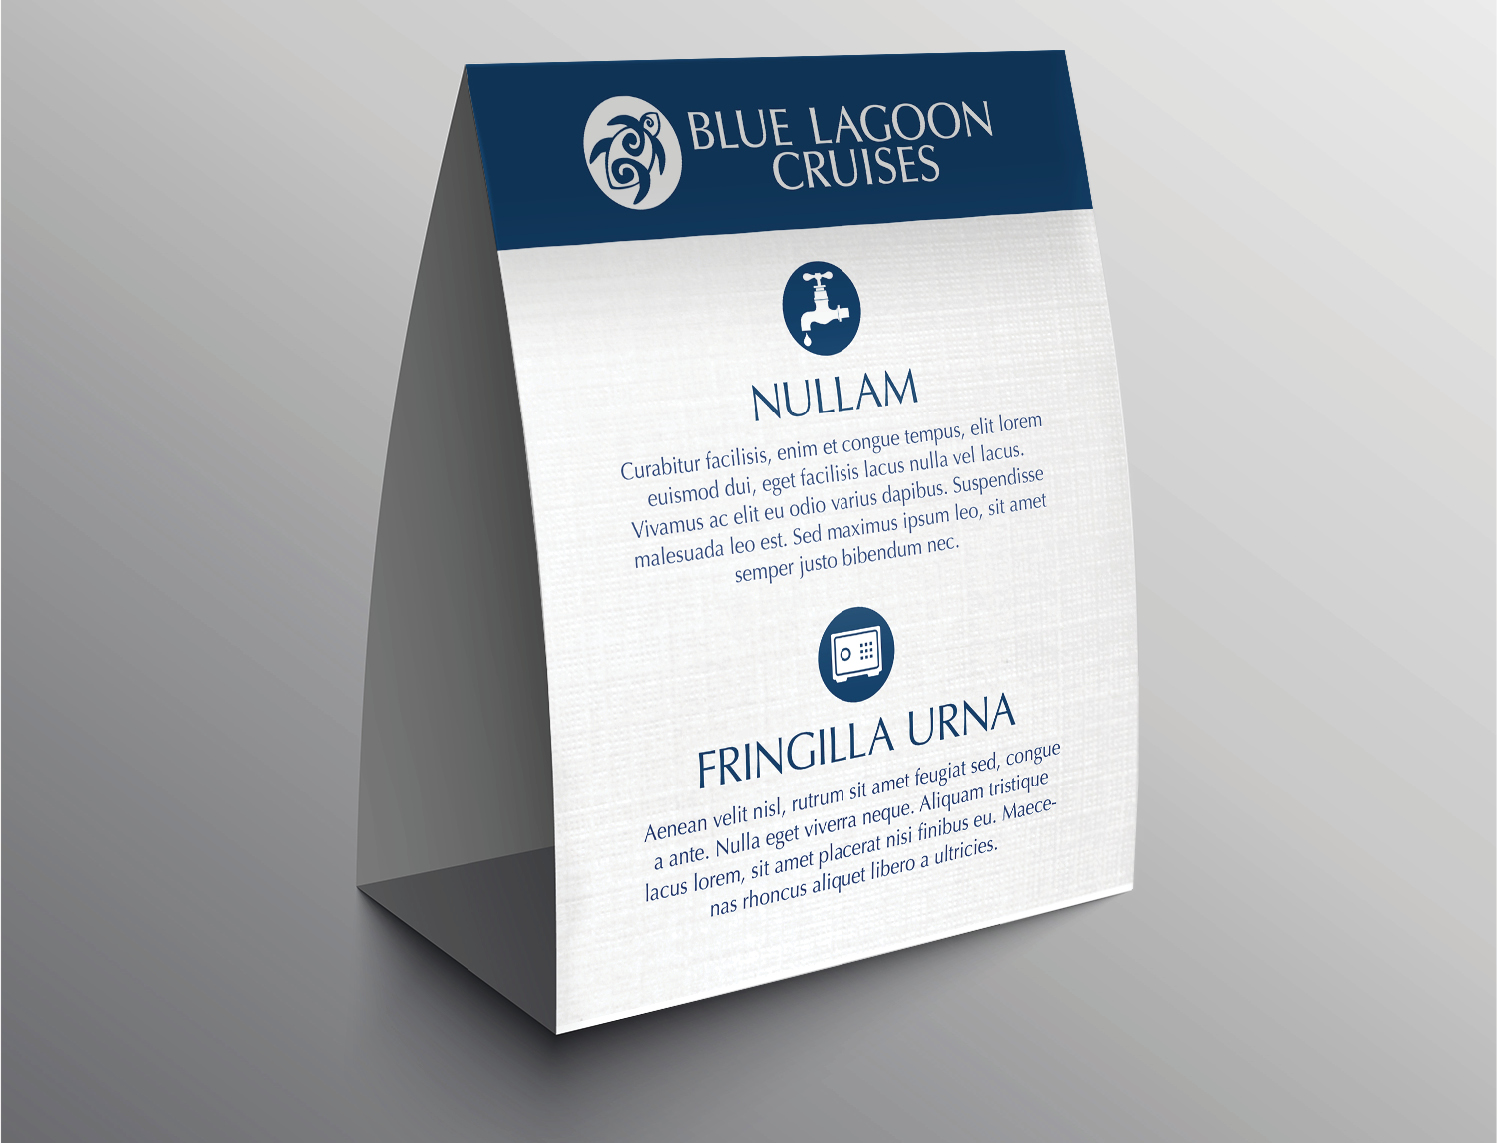 BLUE LAGOON
CRUISES
NULLAM
Curabitur facilisis, enim et congue tempus, elit lorem
euismod dui, eget facilisis lacus nulla vel lacus.
Vivamus ac elit eu odio varius dapibus. Suspendisse
malesuada leo est. Sed maximus ipsum leo, sit amet
semper justo bibendum nec.
FRINGILLA URNA
Aenean velit nisl, rutrum sit amet feugiat sed, congue
a ante. Nulla eget viverra neque. Aliquam tristique
lacus lorem, sit amet placerat nisi finibus eu. Maece-
nas rhoncus aliquet libero a ultricies.